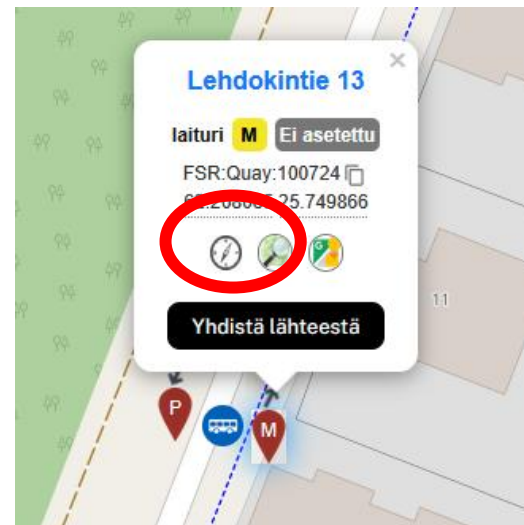 Lehdokintie 13
×
laituri M Ei asetettu
FSR:Quay:100724
25.749866
G
11
Yhdistä lähteestä
P
M